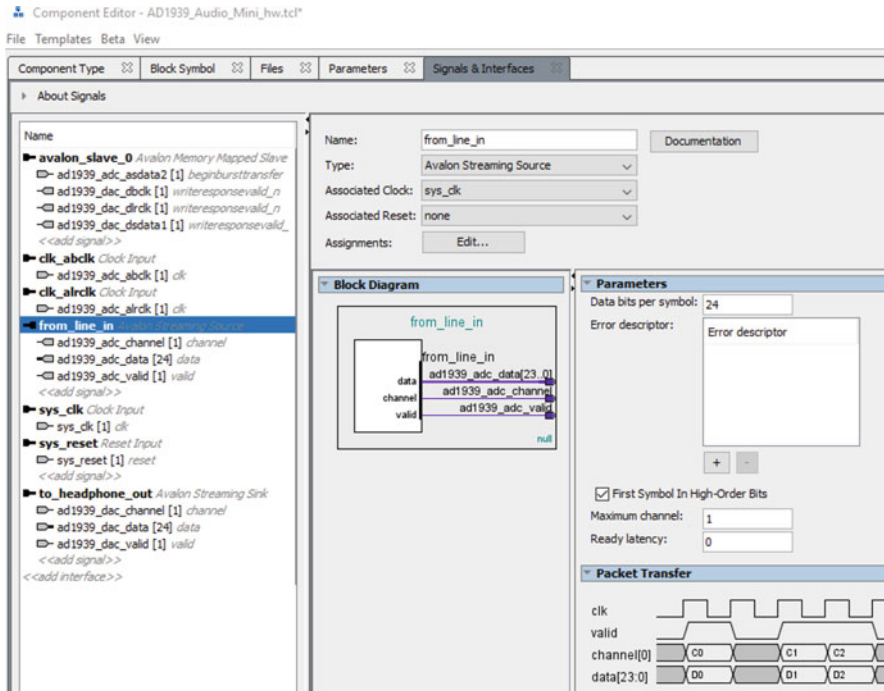 Component Editor - AD1939_Audio_Mini_hw.tcl*
File Templates Beta View
Component Type Block Symbol Files Parameters Signals & Interfaces
About Signals
Name
avalon_slave_0 Avalon Memory Mapped Slave
ad1939_adc_asdata2 [1] beginbursttransfer
ad1939_dac_dbclk [1] writeresponsevalid_n
ad1939_dac_dlrclk [1] writeresponsevalid_n
ad1939_dac_dsdata1 [1] writeresponsevalid_
<<add signal>>
clk_abclk Clock Input
ad1939_adc_abclk [1] clk
clk_alrclk Clock Input
ad1939_adc_alrclk [1] clk
from_line_in Avalon Streaming Source
ad1939_adc_channel [1] channel
ad1939_adc_data [24] data
ad1939_adc_valid [1] valid
<<add signal>>
sys_clk Clock Input
sys_clk [1] clk
sys_reset Reset Input
sys_reset [1] reset
<<add signal>>
to_headphone_out Avalon Streaming Sink
ad1939_dac_channel [1] channel
ad1939_dac_data [24] data
ad1939_dac_valid [1] valid
<<add signal>>
<<add interface>>
Name: from_line_in Documentation
Type: Avalon Streaming Source
Associated Clock: sys_clk
Associated Reset: none
Assignments: Edit...
Block Diagram
from_line_in
from_line_in
data ad1939_adc_data[23..0]
channel ad1939_adc_channel
valid ad1939_adc_valid
null
Parameters
Data bits per symbol: 24
Error descriptor: Error descriptor
+ -
First Symbol In High-Order Bits
Maximum channel: 1
Ready latency: 0
Packet Transfer
clk
valid
channel[0] C0 C1 C2
data[23:0] D0 D1 D2